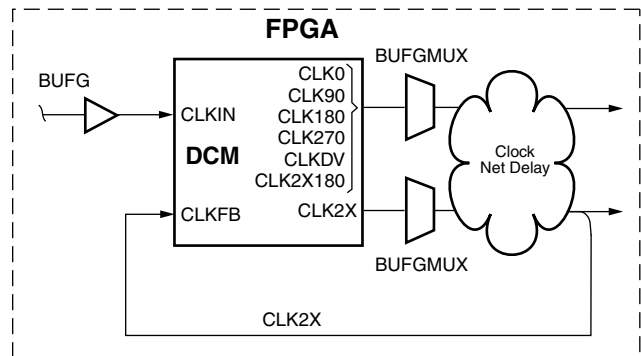 FPGA
BUFGMUX
BUFG
CLK0
CLK90
CLK180
CLK270
CLKDV
CLK2X180
CLK2X
CLKIN
DCM
CLKFB
Clock
Net Delay
BUFGMUX
CLK2X